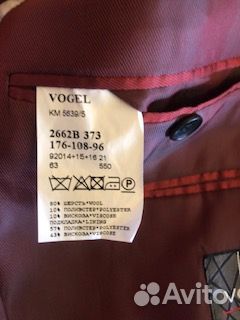 VOGEL
KM 5639/5
2662B 373
176-108-96
92014+15+16 21
63 550
80% ШЕРСТЬ*WOOL
10% ПОЛИЭСТЕР*POLYESTER
10% ВИСКОЗА*VISCOSE
ПОДКЛАДКА*LINING
57% ПОЛИЭСТЕР*POLYESTER
43% ВИСКОЗА*VISCOSE
Avito